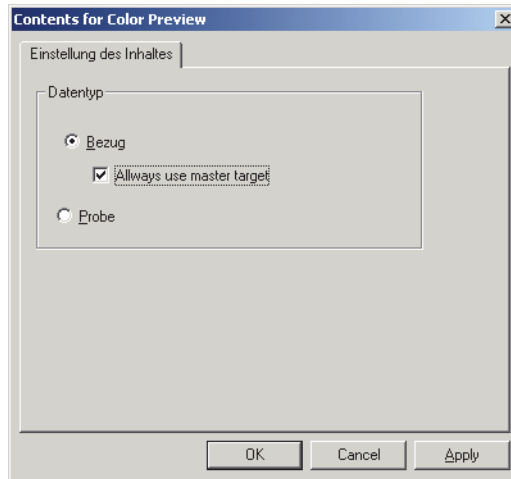 Contents for Color Preview
Einstellung des Inhaltes
Datentyp
Bezug
Allways use master target
Probe
OK Cancel Apply